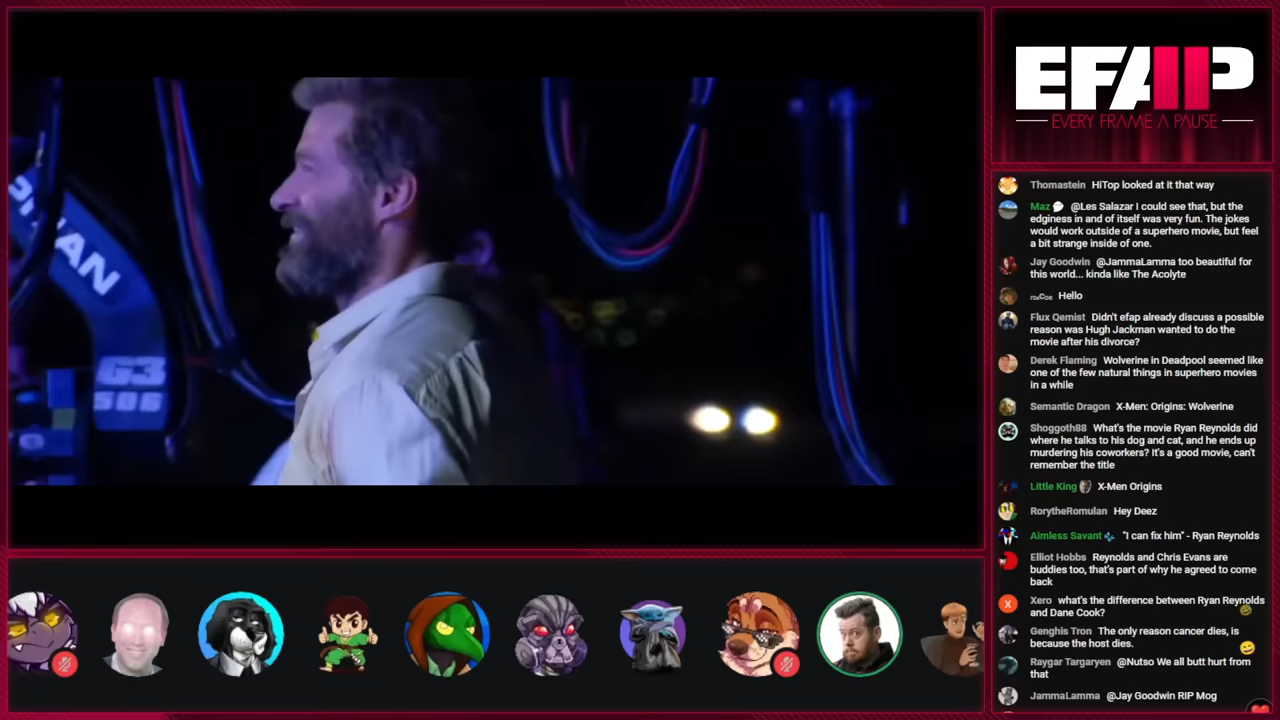 G3
506
EFAP
EVERY FRAME A PAUSE
Thomastein HiTop looked at it that way
Maz @Les Salazar I could see that, but the
edginess in and of itself was very fun. The jokes
would work outside of a superhero movie, but feel
a bit strange inside of one.
Jay Goodwin @JammaLamma too beautiful for
this world... kinda like The Acolyte
Hello
Flux Qemist Didn't efap already discuss a possible
reason was Hugh Jackman wanted to do the
movie after his divorce?
Derek Flaming Wolverine in Deadpool seemed like
one of the few natural things in superhero movies
in a while
Semantic Dragon X-Men: Origins: Wolverine
Shoggoth88 What's the movie Ryan Reynolds did
where he talks to his dog and cat, and he ends up
murdering his coworkers? It's a good movie, can't
remember the title
Little King X-Men Origins
RorytheRomulan Hey Deez
Aimless Savant "I can fix him" - Ryan Reynolds
Elliot Hobbs Reynolds and Chris Evans are
buddies too, that's part of why he agreed to come
back
X
Xero what's the difference between Ryan Reynolds
and Dane Cook?
Genghis Tron The only reason cancer dies, is
because the host dies.
Raygar Targaryen @Nutso We all butt hurt from
that
JammaLamma @Jay Goodwin RIP Mog